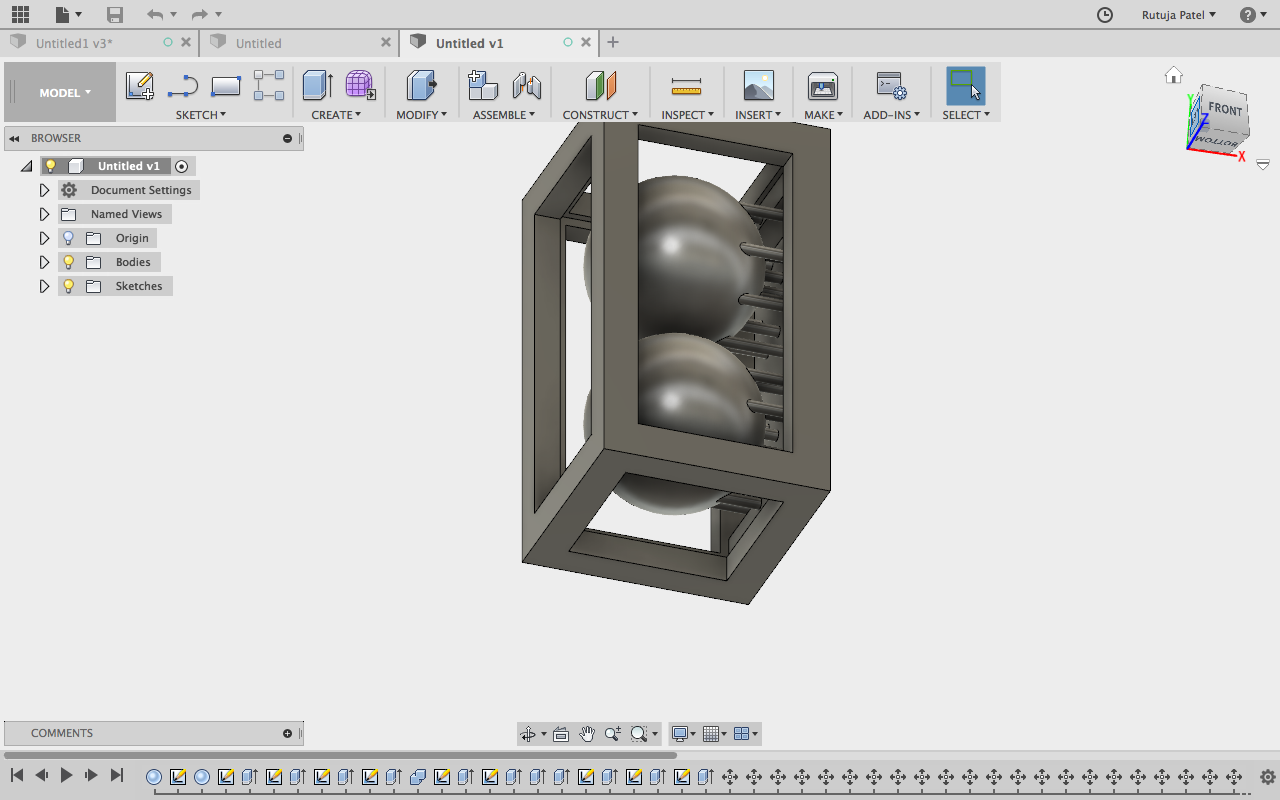 Rutuja Patel
Untitled1 v3*
Untitled
Untitled v1
MODEL
SKETCH
CREATE
MODIFY
ASSEMBLE
CONSTRUCT
INSPECT
INSERT
MAKE
ADD-INS
SELECT
BROWSER
Untitled v1
Document Settings
Named Views
Origin
Bodies
Sketches
Y
Z
X
FRONT
BOTTOM
COMMENTS